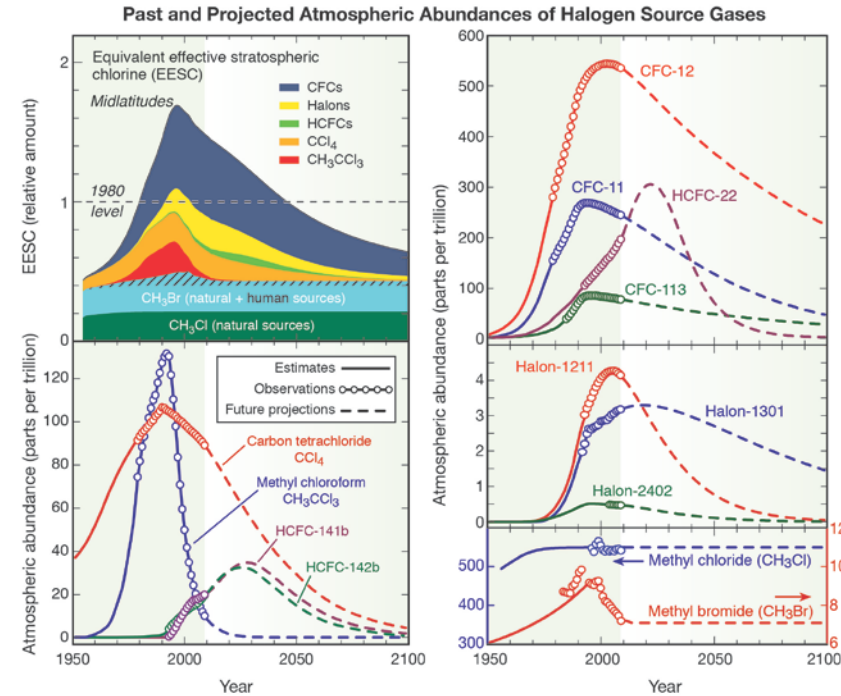 Past and Projected Atmospheric Abundances of Halogen Source Gases
Equivalent effective stratospheric
chlorine (EESC)
Midlatitudes
CFCs
Halons
HCFCs
CCl4
CH3CCl3
1980
level
CH3Br (natural + human sources)
CH3Cl (natural sources)
EESC (relative amount)
2
1
0
Estimates
Observations
Future projections
Carbon tetrachloride
CCl4
Methyl chloroform
CH3CCl3
HCFC-141b
HCFC-142b
Atmospheric abundance (parts per trillion)
120
100
80
60
40
20
0
1950
2000
2050
2100
Year
600
500
400
300
200
100
0
CFC-12
CFC-11
HCFC-22
CFC-113
Atmospheric abundance (parts per trillion)
4
3
2
1
0
Halon-1211
Halon-1301
Halon-2402
500
400
300
12
10
8
6
Methyl chloride (CH3Cl)
Methyl bromide (CH3Br)
1950
2000
2050
2100
Year